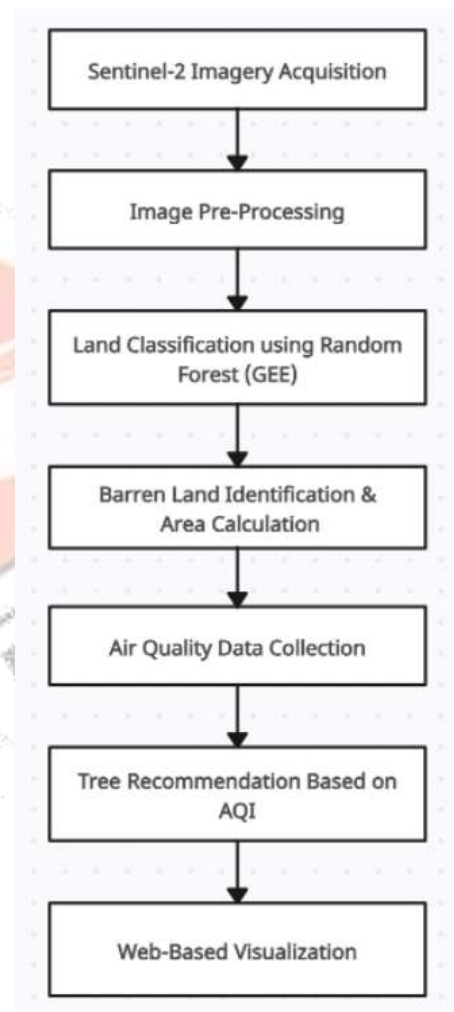 Sentinel-2 Imagery Acquisition
Image Pre-Processing
Land Classification using Random
Forest (GEE)
Barren Land Identification &
Area Calculation
Air Quality Data Collection
Tree Recommendation Based on
AQI
Web-Based Visualization